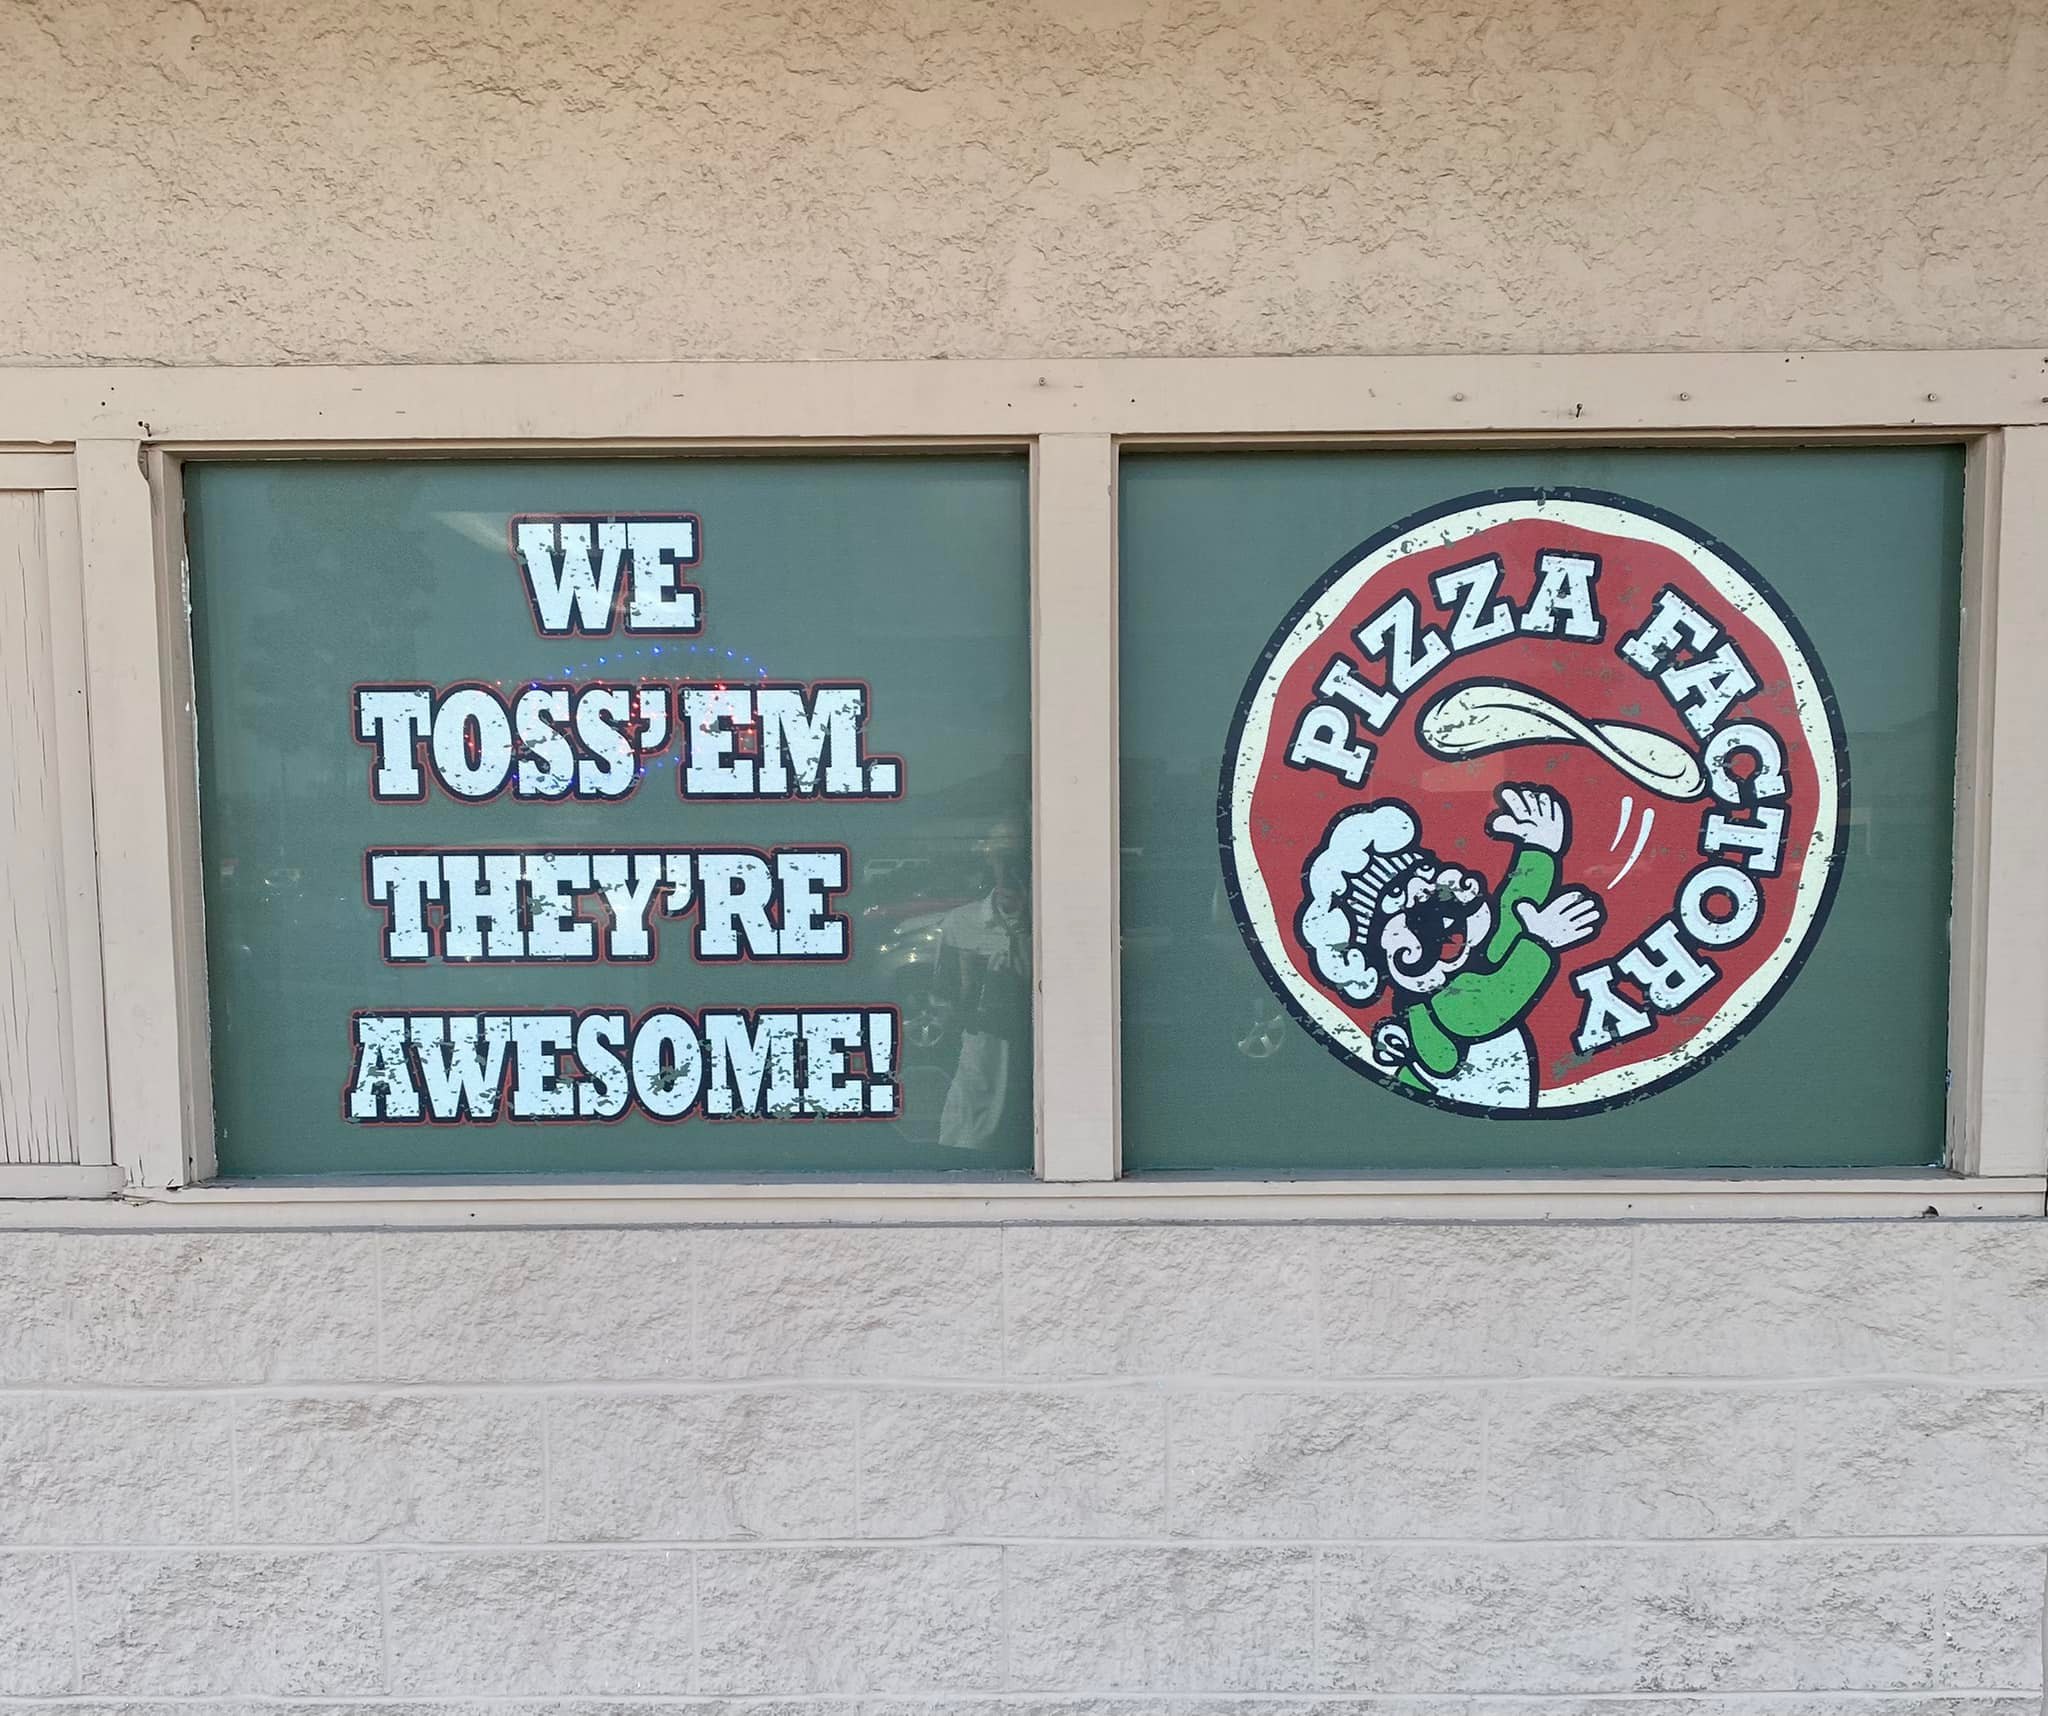 WE
TOSS'EM.
THEY'RE
AWESOME!
PIZZA FACTORY